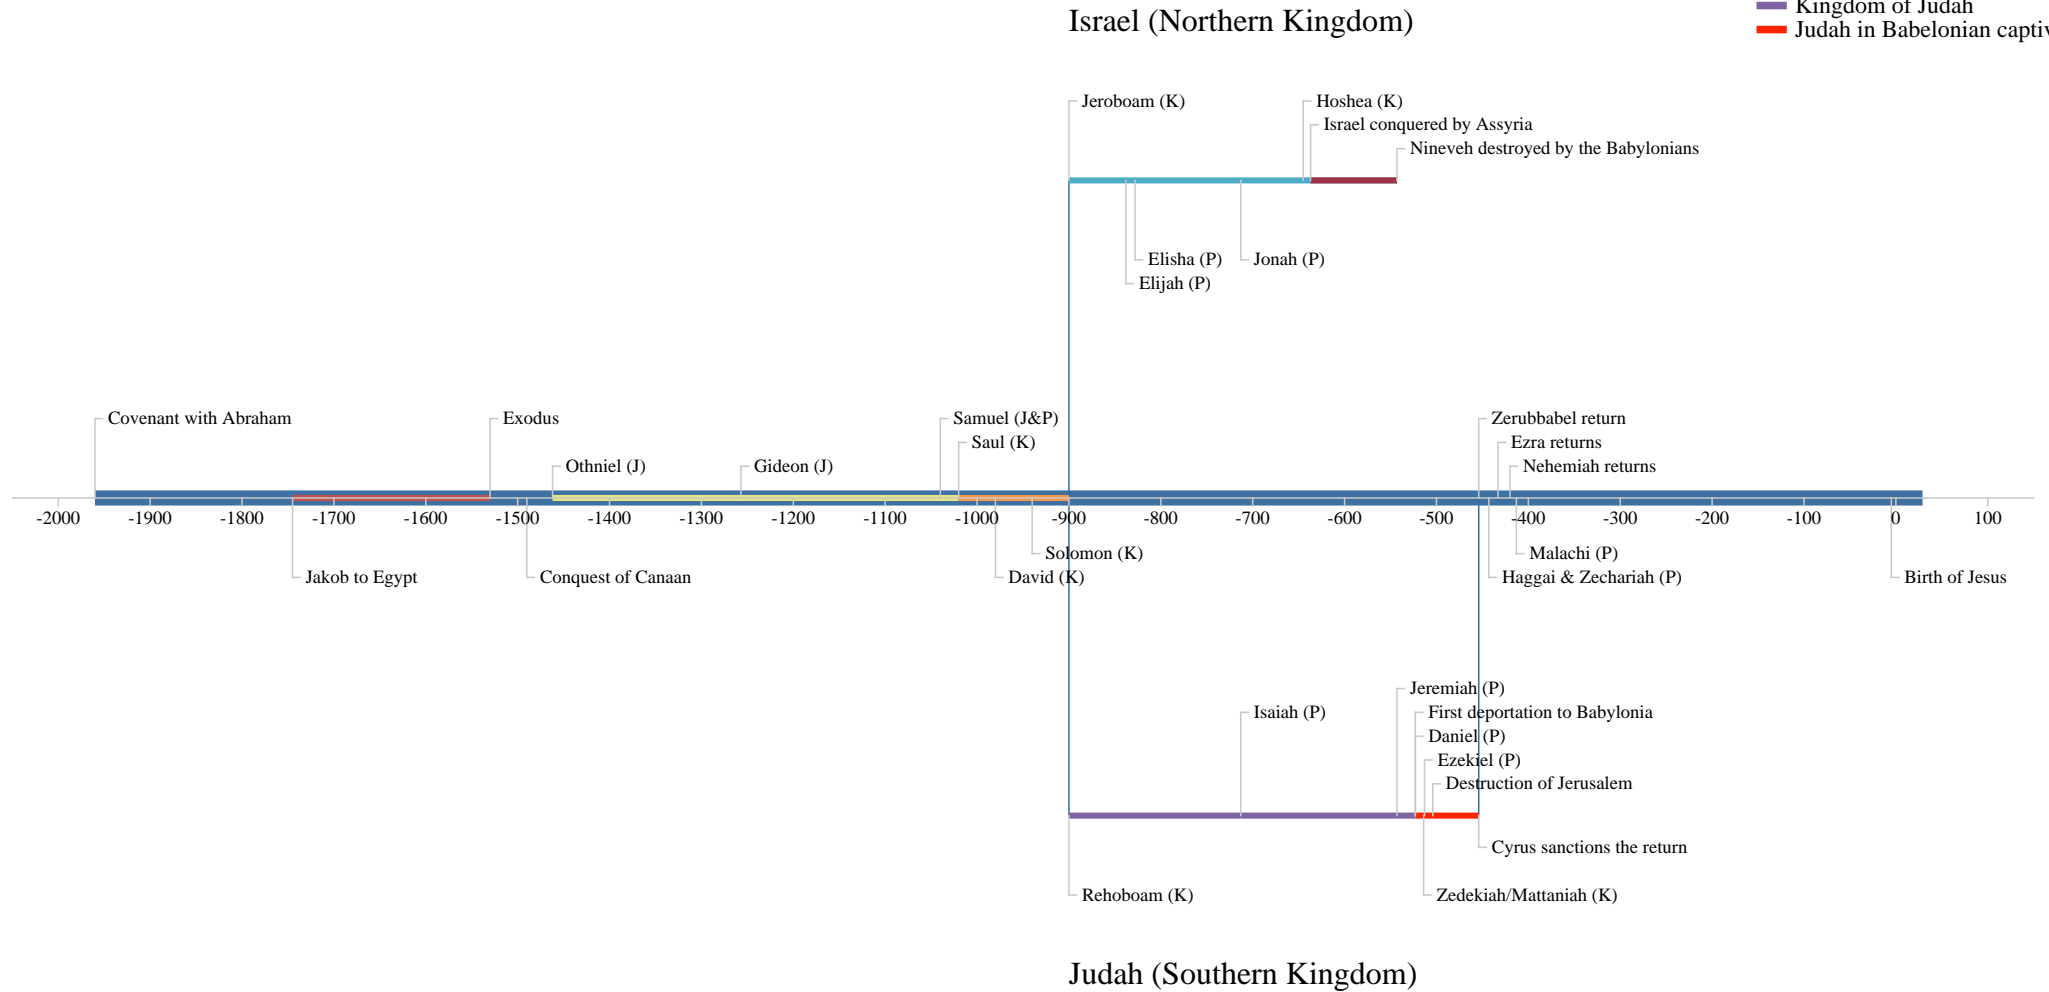 Kingdom of Judah
Israel (Northern Kingdom)
Judah in Babelonian
Jeroboam (K)
Hoshea (K)
Israel conquered by Assyria
Nineveh destroyed by the Babylonians
Elisha (P)
Jonah (P)
Elijah (P)
Covenant with Abraham
Exodus
Samuel (J&P)
Zerubbabel return
Saul (K)
Ezra returns
Othniel (J)
Gideon (J)
Nehemiah returns
-2000 -1900 -1800 -1700 -1600 -1500 -1400 -1300 -1200 -1100 -1000 -900 -800 -700 -600 -500 -400 -300 -200 -100 0 100
Solomon (K)
Malachi (P)
Jakob to Egypt
Conquest of Canaan
David (K)
Haggai & Zechariah (P)
Birth of Jesus
Jeremiah (P)
Isaiah (P)
First deportation to Babylonia
Daniel (P)
Ezekiel (P)
Destruction of Jerusalem
Cyrus sanctions the return
Rehoboam (K)
Zedekiah/Mattaniah (K)
Judah (Southern Kingdom)